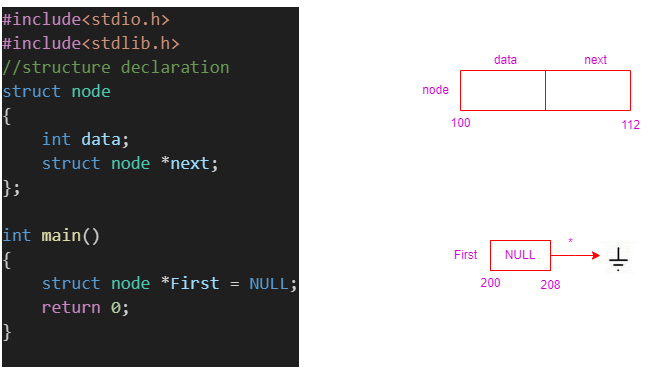 #include<stdio.h>
#include<stdlib.h>
//structure declaration
struct node
{
    int data;
    struct node *next;
};
int main()
{
    struct node *First = NULL;
    return 0;
}
data next
node
100 112
First NULL *
200 208